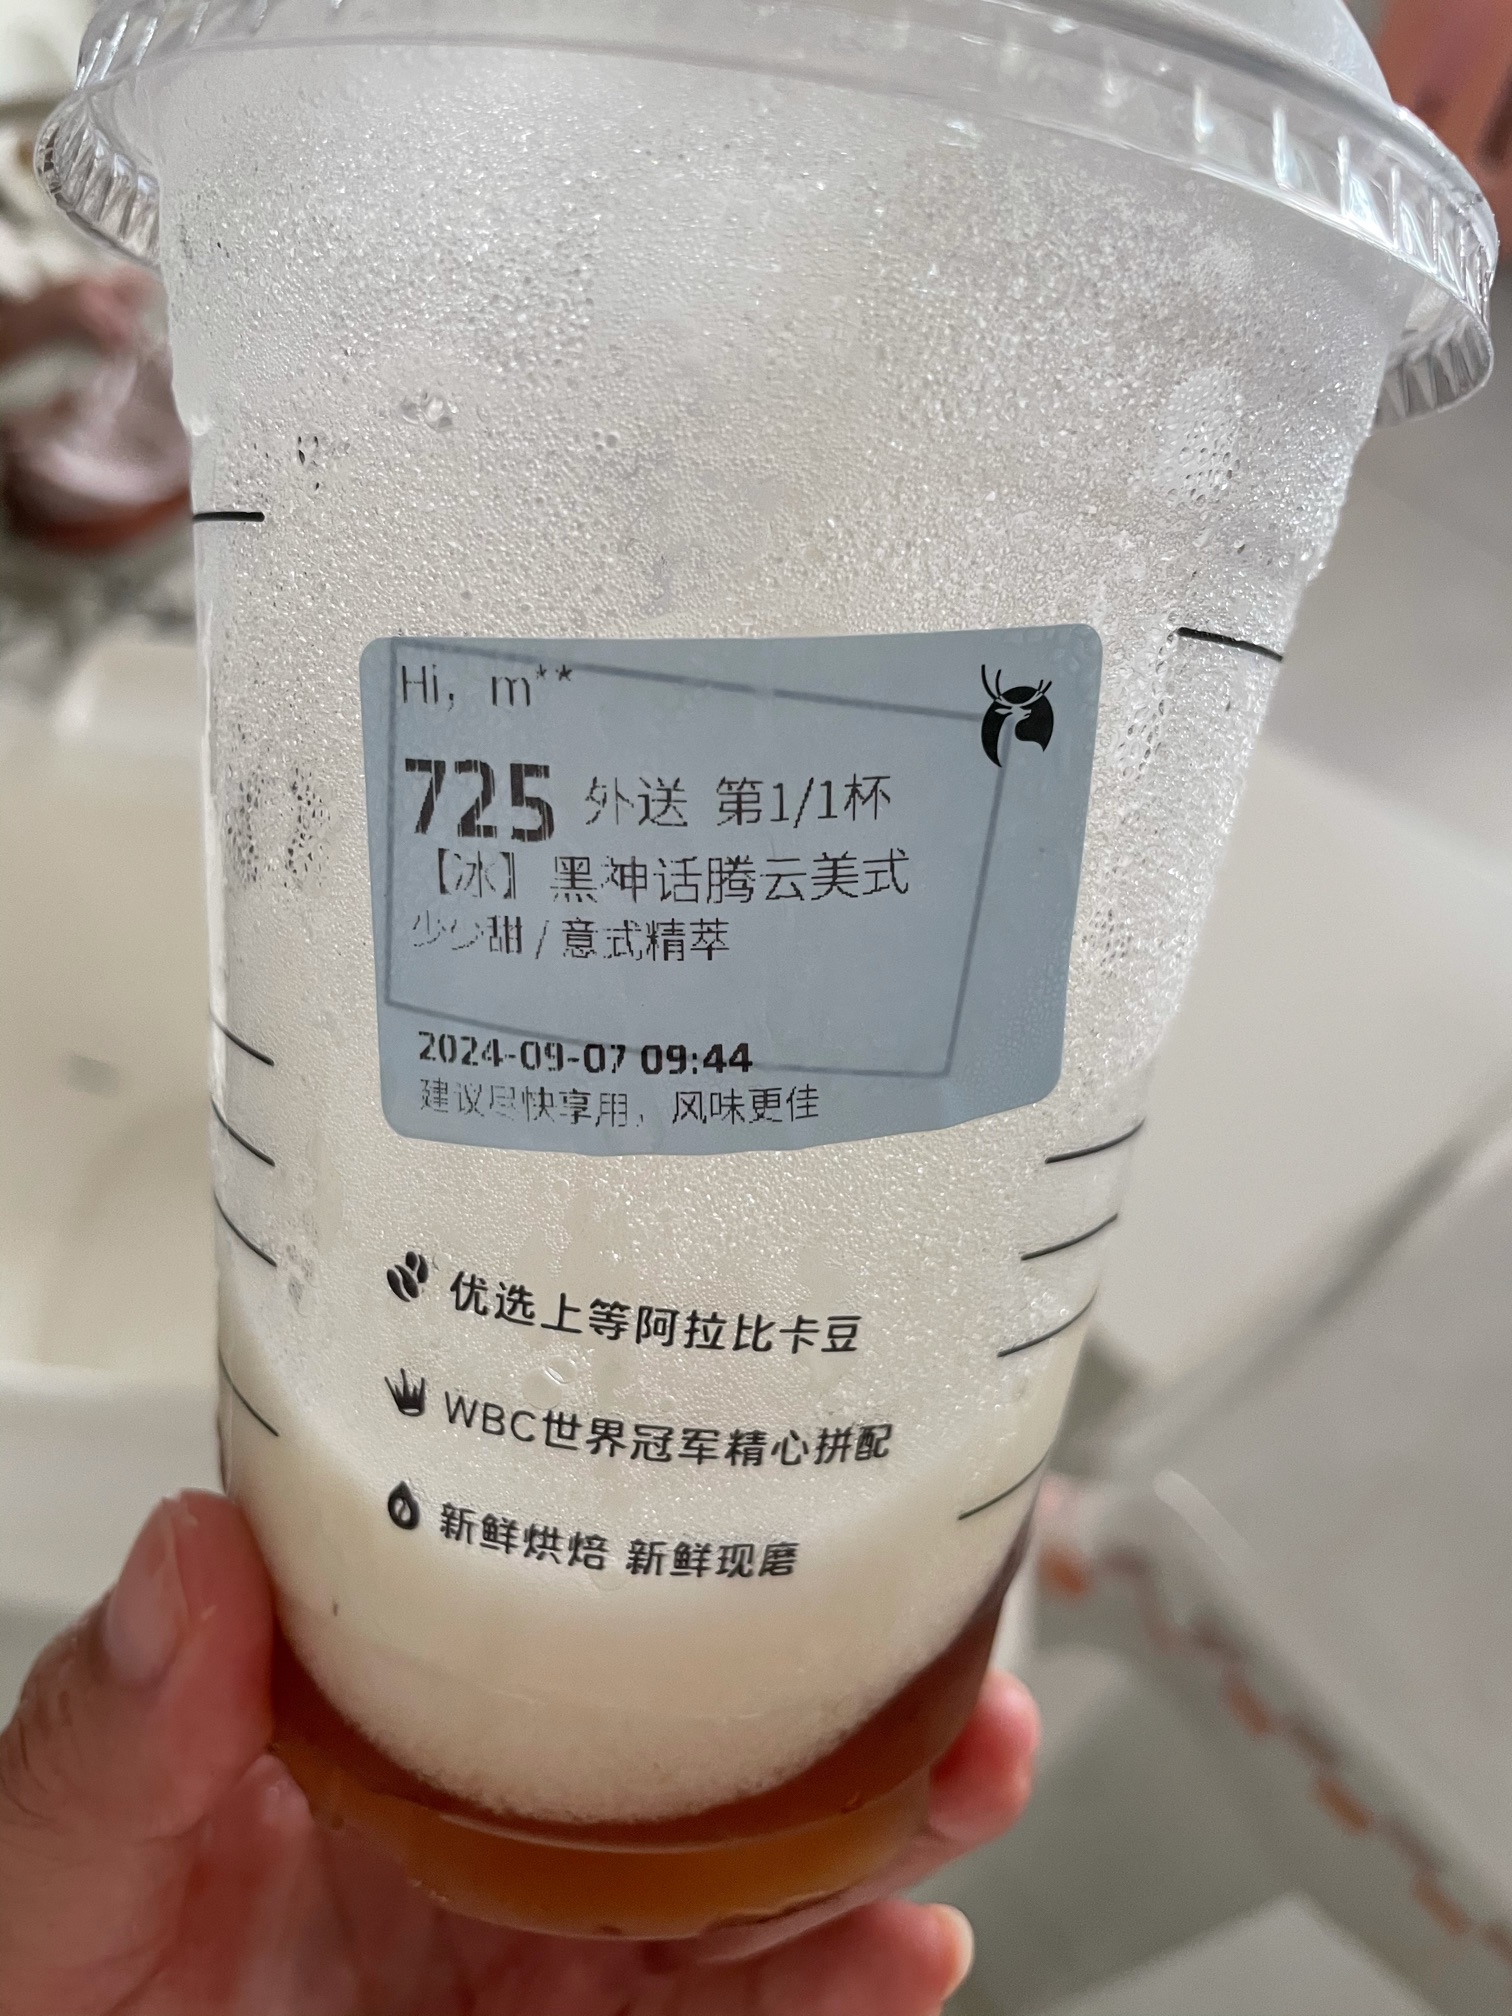 Hi, m**
725 外送 第1/1杯
【冰】 黑神话腾云美式
少少甜 / 意式精萃
2024-09-07 09:44
建议尽快享用，风味更佳
优选上等阿拉比卡豆
WBC世界冠军精心拼配
新鲜烘焙 新鲜现磨